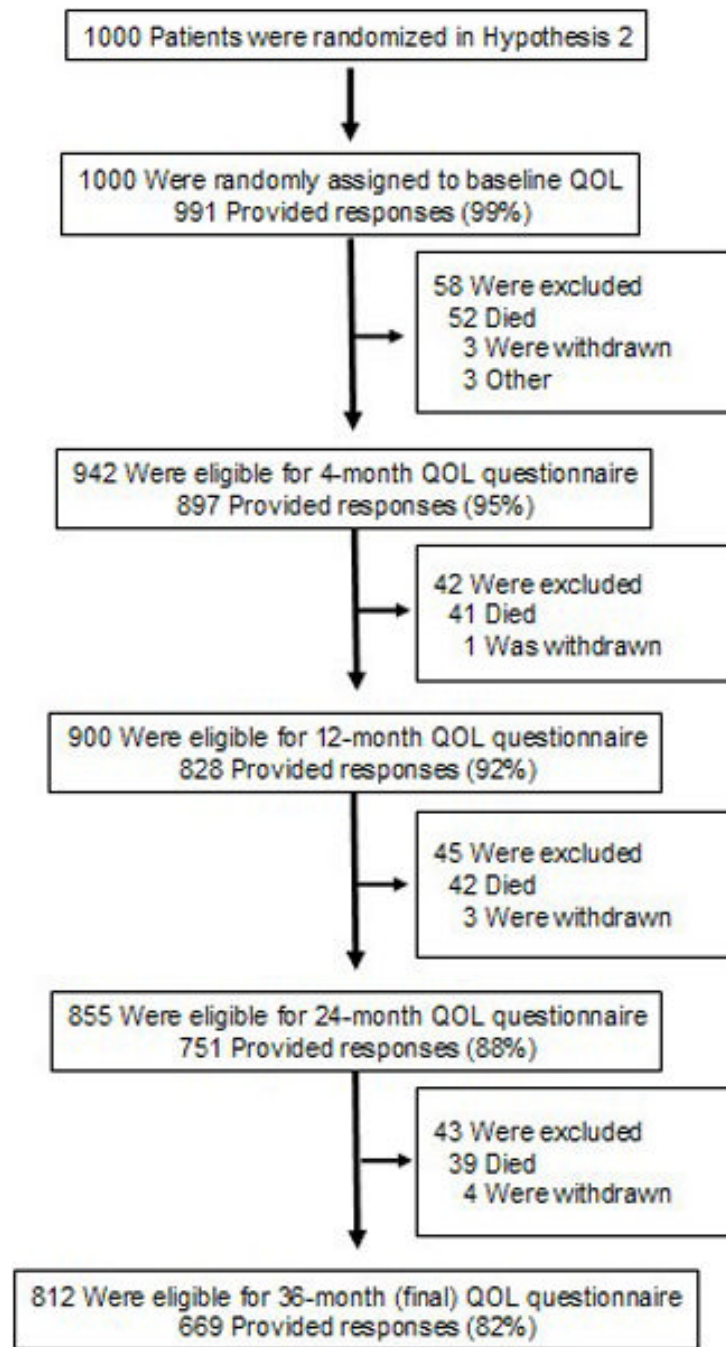 1000 Patients were randomized in Hypothesis 2
1000 Were randomly assigned to baseline QOL
991 Provided responses (99%)
58 Were excluded
52 Died
3 Were withdrawn
3 Other
942 Were eligible for 4-month QOL questionnaire
897 Provided responses (95%)
42 Were excluded
41 Died
1 Was withdrawn
900 Were eligible for 12-month QOL questionnaire
828 Provided responses (92%)
45 Were excluded
42 Died
3 Were withdrawn
855 Were eligible for 24-month QOL questionnaire
751 Provided responses (88%)
43 Were excluded
39 Died
4 Were withdrawn
812 Were eligible for 36-month (final) QOL questionnaire
669 Provided responses (82%)